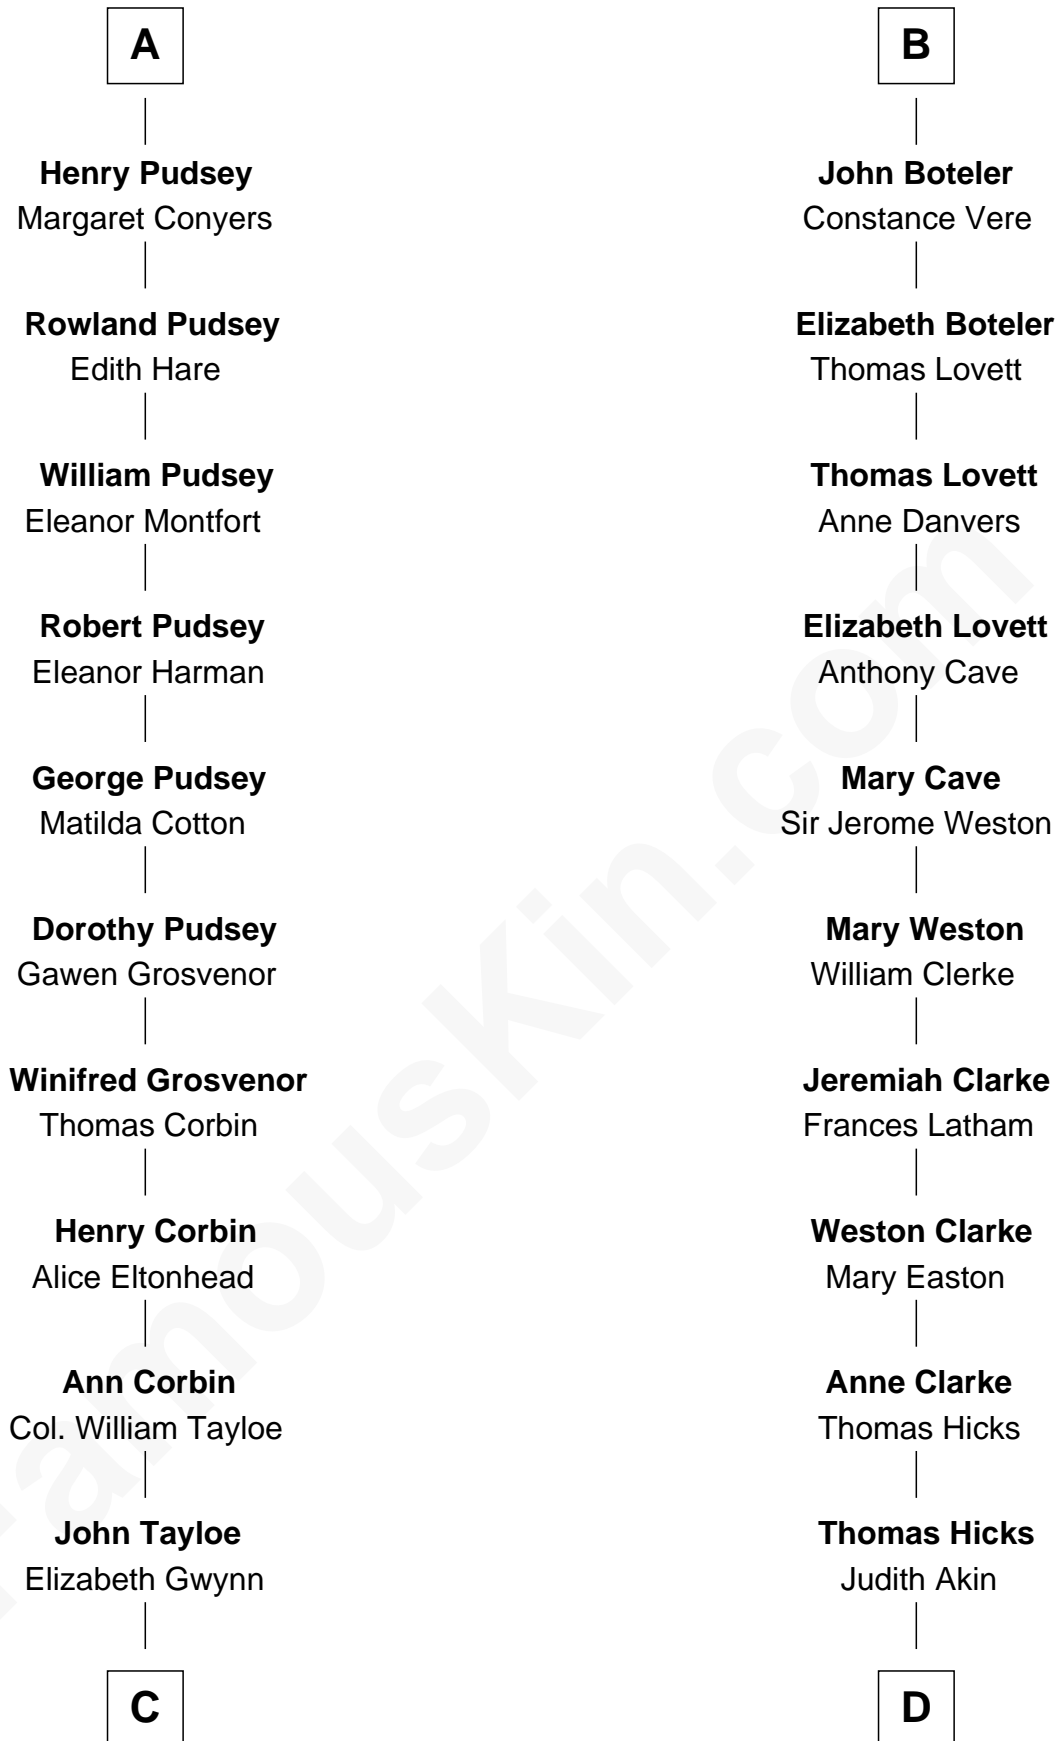 A
Henry Pudsey
Margaret Conyers
Rowland Pudsey
Edith Hare
William Pudsey
Eleanor Montfort
Robert Pudsey
Eleanor Harman
George Pudsey
Matilda Cotton
Dorothy Pudsey
Gawen Grosvenor
Winifred Grosvenor
Thomas Corbin
Henry Corbin
Alice Eltonhead
Ann Corbin
Col. William Tayloe
John Tayloe
Elizabeth Gwynn
C
B
John Boteler
Constance Vere
Elizabeth Boteler
Thomas Lovett
Thomas Lovett
Anne Danvers
Elizabeth Lovett
Anthony Cave
Mary Cave
Sir Jerome Weston
Mary Weston
William Clerke
Jeremiah Clarke
Frances Latham
Weston Clarke
Mary Easton
Anne Clarke
Thomas Hicks
Thomas Hicks
Judith Akin
D
FamousKin.com